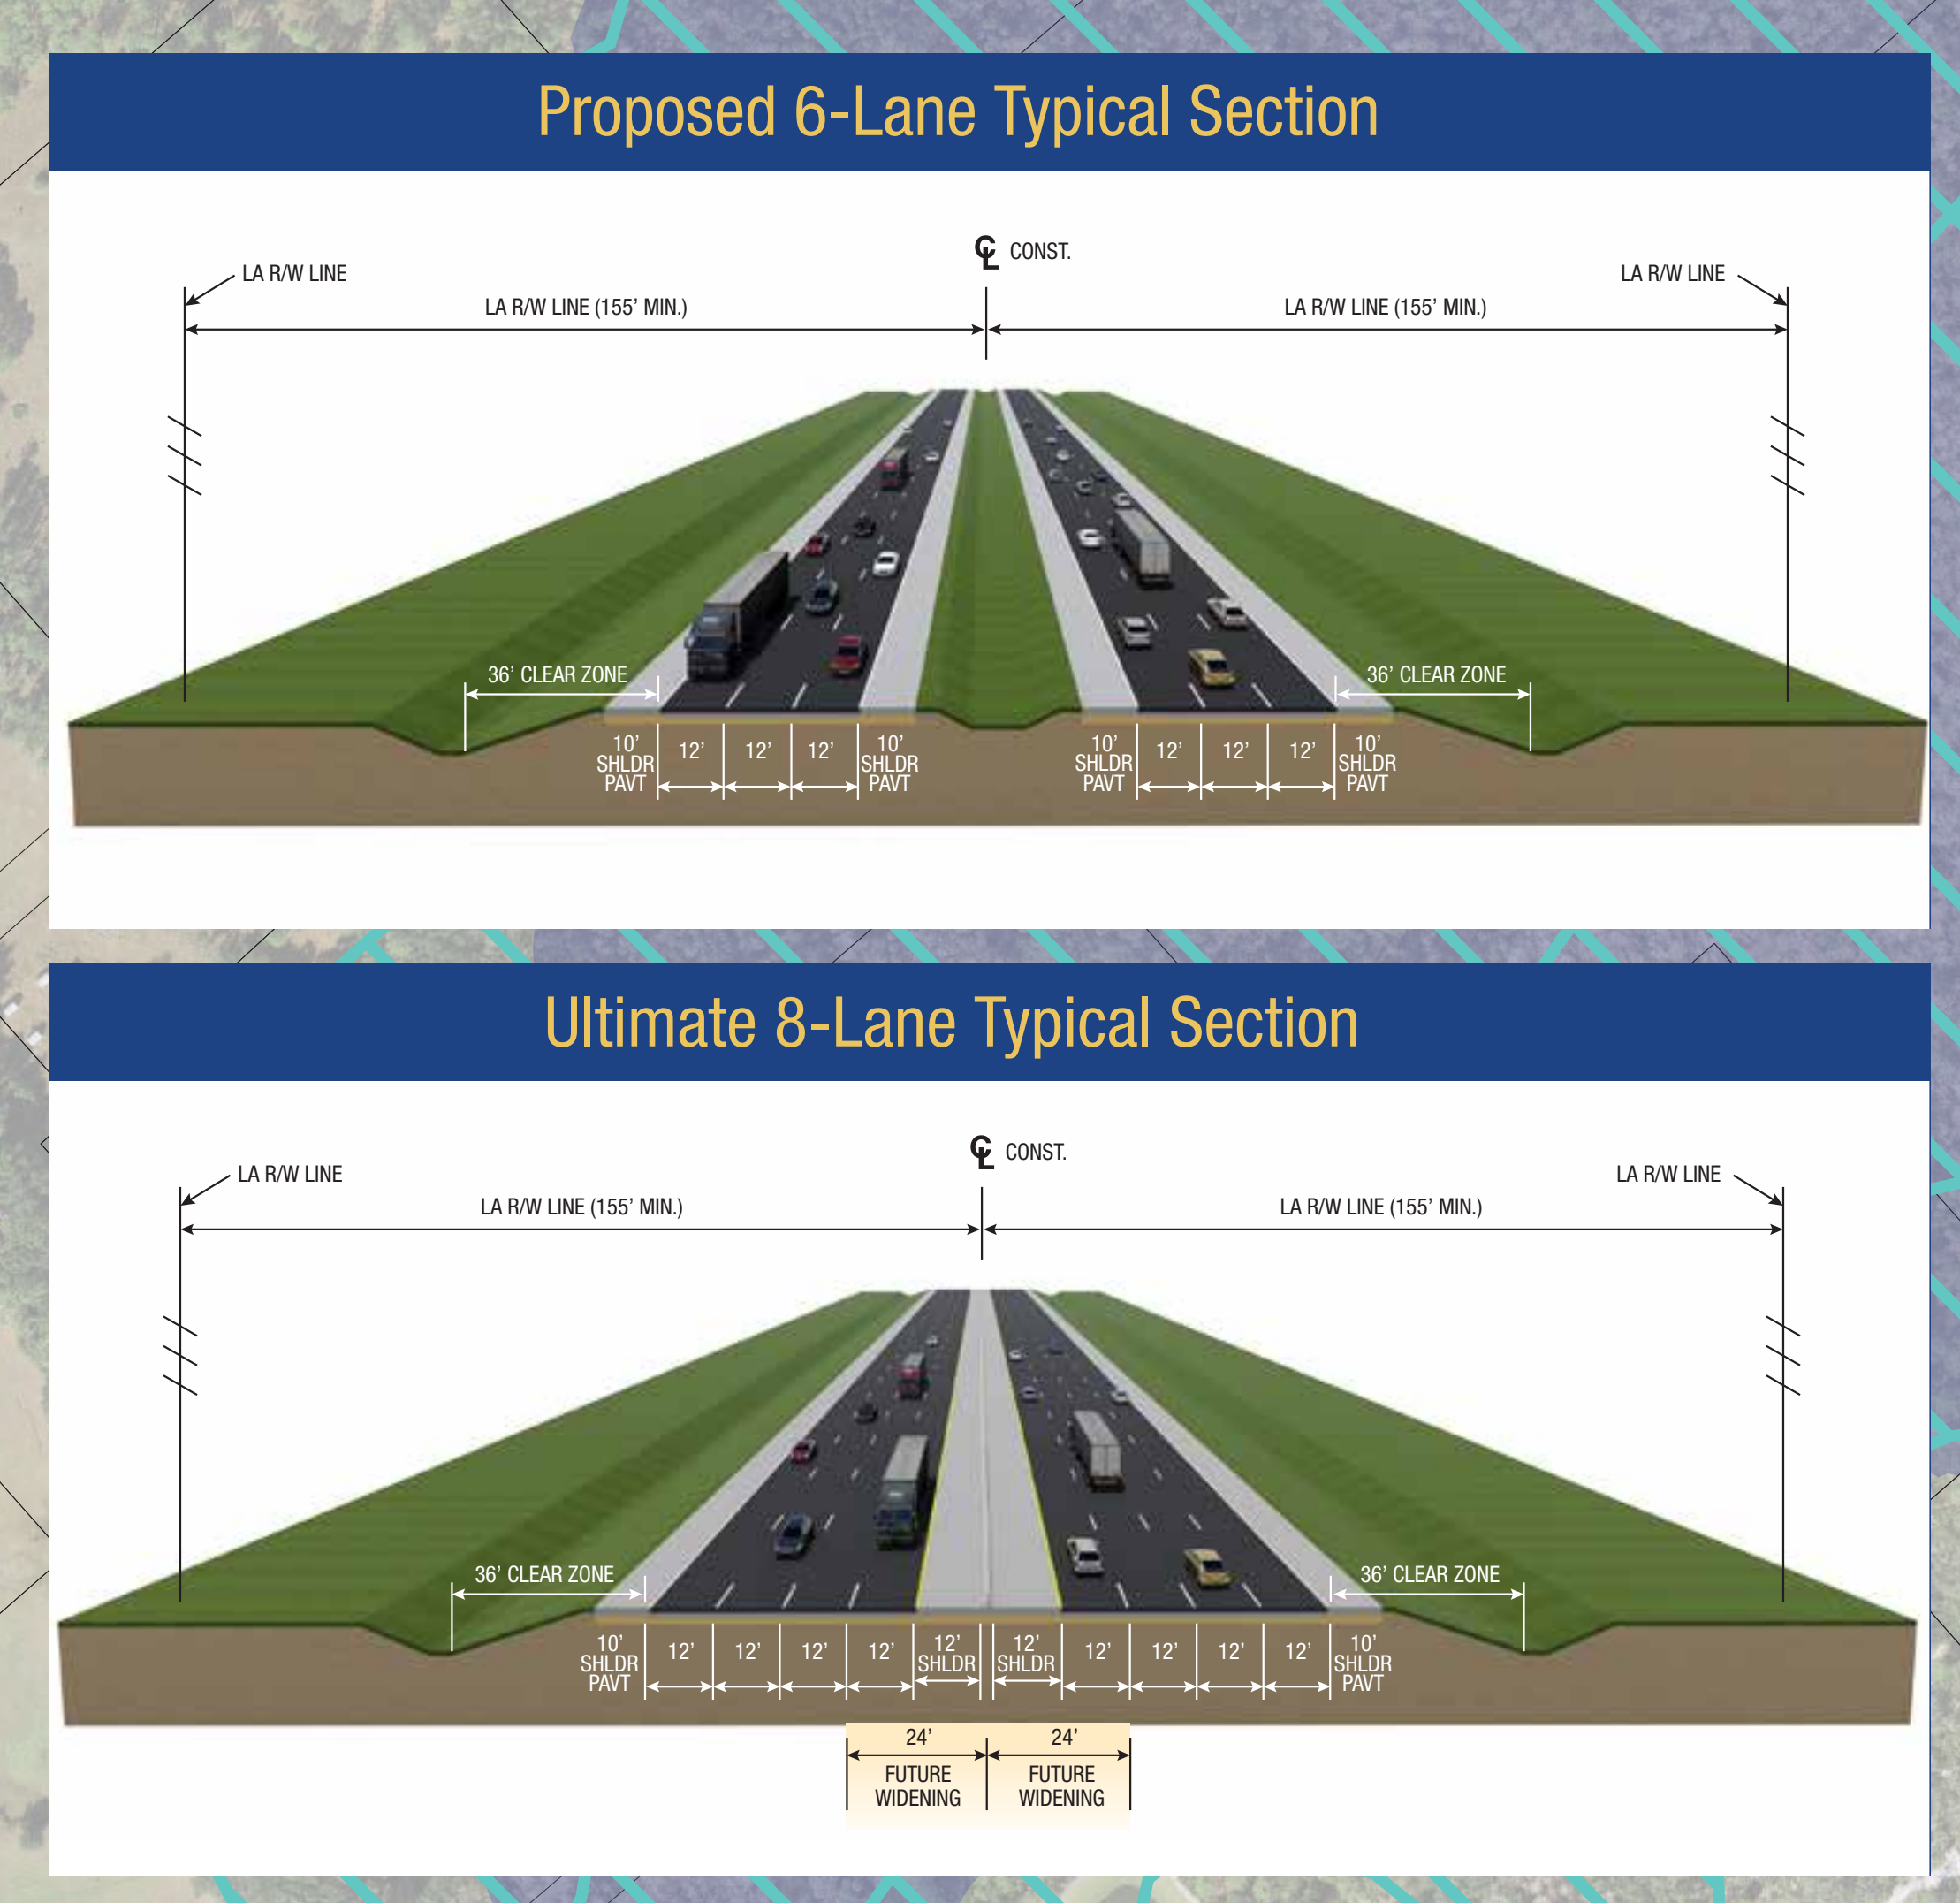 Proposed 6-Lane Typical Section
℄ CONST.
LA R/W LINE
LA R/W LINE
LA R/W LINE (155’ MIN.)
LA R/W LINE (155’ MIN.)
36’ CLEAR ZONE
36’ CLEAR ZONE
10’
SHLDR
PAVT
12’
12’
12’
10’
SHLDR
PAVT
10’
SHLDR
PAVT
12’
12’
12’
10’
SHLDR
PAVT
Ultimate 8-Lane Typical Section
℄ CONST.
LA R/W LINE
LA R/W LINE
LA R/W LINE (155’ MIN.)
LA R/W LINE (155’ MIN.)
36’ CLEAR ZONE
36’ CLEAR ZONE
10’
SHLDR
PAVT
12’
12’
12’
12’
12’
SHLDR
12’
SHLDR
12’
12’
12’
12’
10’
SHLDR
PAVT
24’
FUTURE
WIDENING
24’
FUTURE
WIDENING